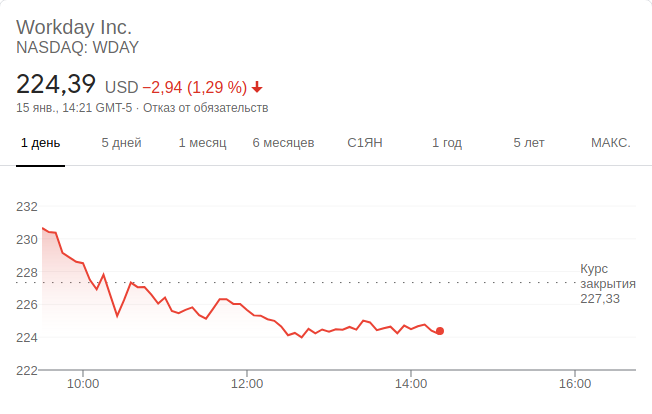 Workday Inc.
NASDAQ: WDAY
224,39 USD −2,94 (1,29 %)
15 янв., 14:21 GMT-5 · Отказ от обязательств
1 день 5 дней 1 месяц 6 месяцев С1ЯН 1 год 5 лет МАКС.
232
230
228
226
224
222
Курс
закрытия
227,33
10:00 12:00 14:00 16:00